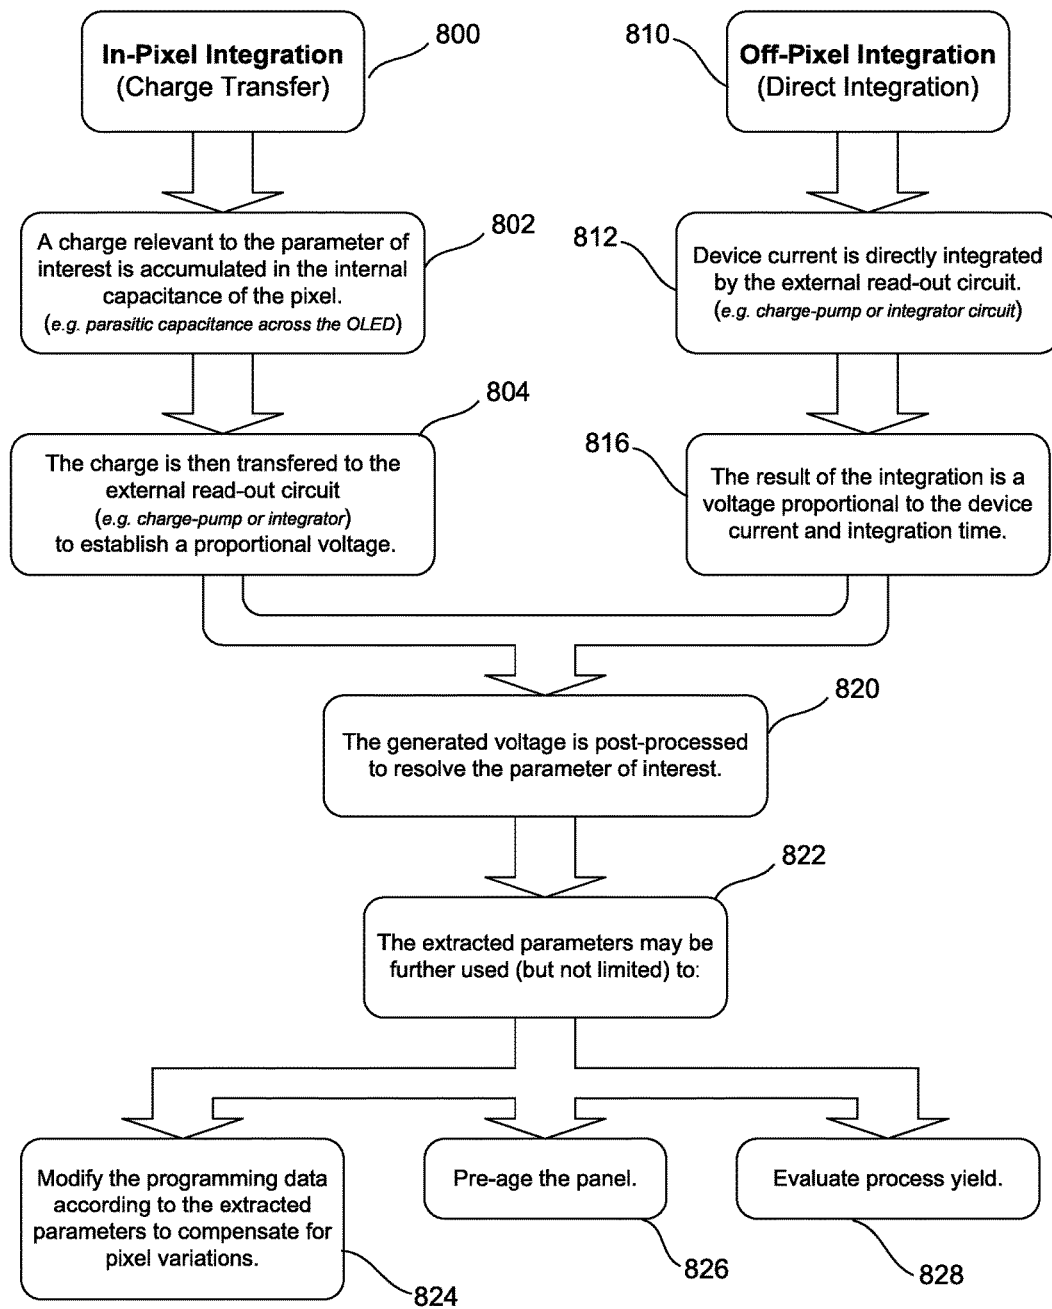 In-Pixel Integration
(Charge Transfer)
800
810
Off-Pixel Integration
(Direct Integration)
A charge relevant to the parameter of
interest is accumulated in the internal
capacitance of the pixel.
(e.g. parasitic capacitance across the OLED)
802
812
Device current is directly integrated
by the external read-out circuit.
(e.g. charge-pump or integrator circuit)
The charge is then transfered to the
external read-out circuit
(e.g. charge-pump or integrator)
to establish a proportional voltage.
804
816
The result of the integration is a
voltage proportional to the device
current and integration time.
The generated voltage is post-processed
to resolve the parameter of interest.
820
The extracted parameters may be
further used (but not limited) to:
822
Modify the programming data
according to the extracted
parameters to compensate for
pixel variations.
824
Pre-age the panel.
826
Evaluate process yield.
828